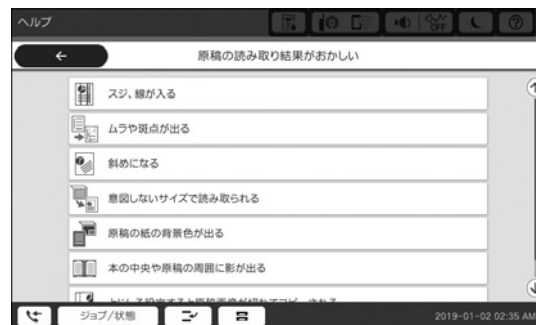 ヘルプ
OFF
原稿の読み取り結果がおかしい
スジ、線が入る
ムラや斑点が出る
斜めになる
意図しないサイズで読み取られる
原稿の紙の背景色が出る
本の中央や原稿の周囲に影が出る
ジョブ/状態
2019-01-02 02:35 AM